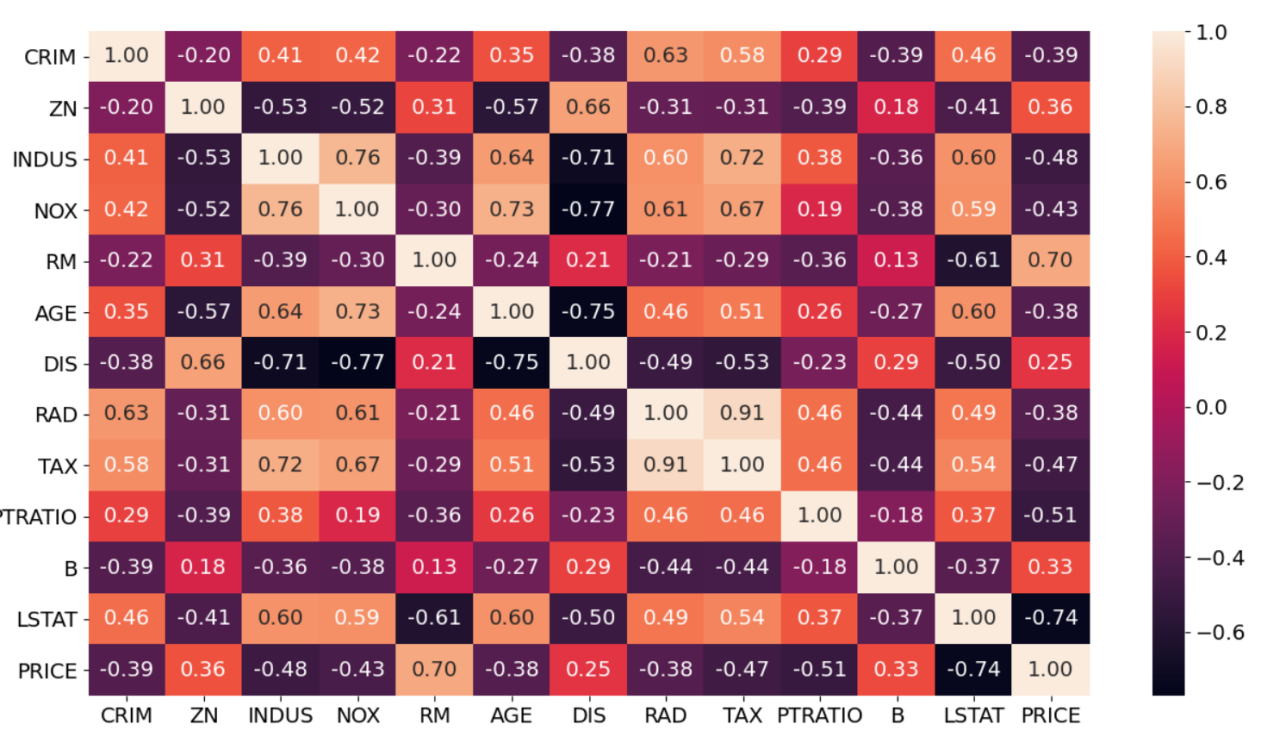 1.0
CRIM 1.00 -0.20 0.41 0.42 -0.22 0.35 -0.38 0.63 0.58 0.29 -0.39 0.46 -0.39
ZN -0.20 1.00 -0.53 -0.52 0.31 -0.57 0.66 -0.31 -0.31 -0.39 0.18 -0.41 0.36
0.8
INDUS 0.41 -0.53 1.00 0.76 -0.39 0.64 -0.71 0.60 0.72 0.38 -0.36 0.60 -0.48
0.6
NOX 0.42 -0.52 0.76 1.00 -0.30 0.73 -0.77 0.61 0.67 0.19 -0.38 0.59 -0.43
RM -0.22 0.31 -0.39 -0.30 1.00 -0.24 0.21 -0.21 -0.29 -0.36 0.13 -0.61 0.70
0.4
AGE 0.35 -0.57 0.64 0.73 -0.24 1.00 -0.75 0.46 0.51 0.26 -0.27 0.60 -0.38
0.2
DIS -0.38 0.66 -0.71 -0.77 0.21 -0.75 1.00 -0.49 -0.53 -0.23 0.29 -0.50 0.25
0.0
RAD 0.63 -0.31 0.60 0.61 -0.21 0.46 -0.49 1.00 0.91 0.46 -0.44 0.49 -0.38
TAX 0.58 -0.31 0.72 0.67 -0.29 0.51 -0.53 0.91 1.00 0.46 -0.44 0.54 -0.47
−0.2
PTRATIO 0.29 -0.39 0.38 0.19 -0.36 0.26 -0.23 0.46 0.46 1.00 -0.18 0.37 -0.51
−0.4
B -0.39 0.18 -0.36 -0.38 0.13 -0.27 0.29 -0.44 -0.44 -0.18 1.00 -0.37 0.33
LSTAT 0.46 -0.41 0.60 0.59 -0.61 0.60 -0.50 0.49 0.54 0.37 -0.37 1.00 -0.74
−0.6
PRICE -0.39 0.36 -0.48 -0.43 0.70 -0.38 0.25 -0.38 -0.47 -0.51 0.33 -0.74 1.00
CRIM ZN INDUS NOX RM AGE DIS RAD TAX PTRATIO B LSTAT PRICE